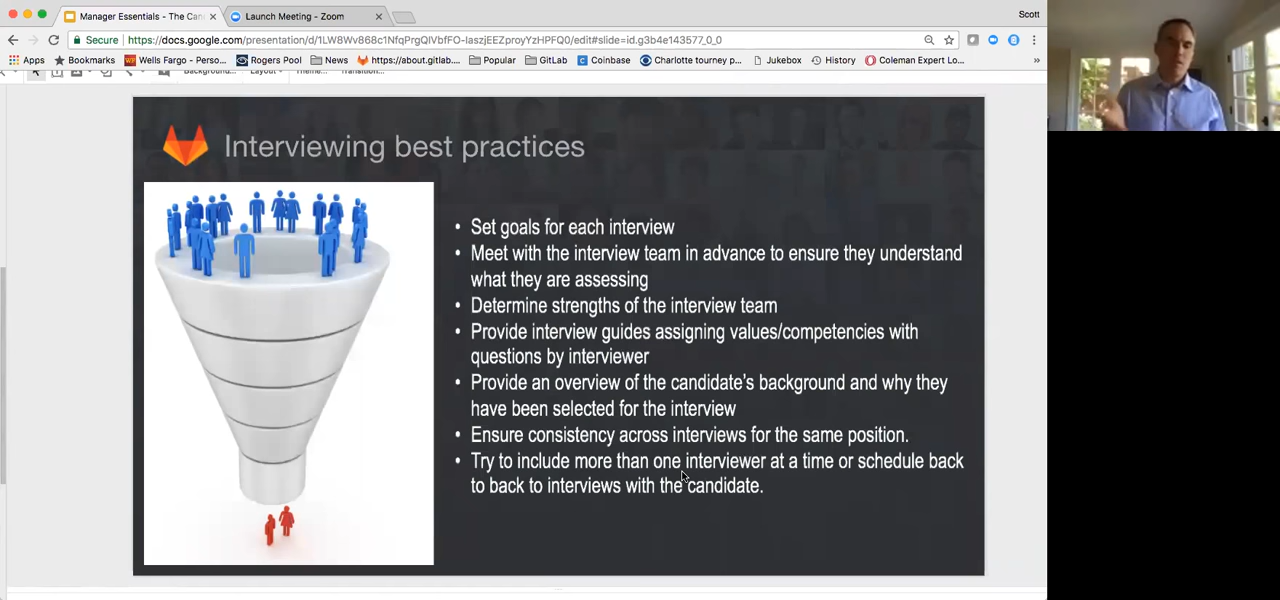 Manager Essentials - The Can
Launch Meeting - Zoom
Scott
Secure
https://docs.google.com/presentation/d/1LW8Wv868c1NfqPrgQIVbfFO-IaszjEEZproyYzHPFQ0/edit#slide=id.g3b4e143577_0_0
Apps
Bookmarks
Wells Fargo - Perso...
Rogers Pool
News
https://about.gitlab...
Popular
GitLab
Coinbase
Charlotte tourney p...
Jukebox
History
Coleman Expert Lo...
»
Background...
Layout
Theme...
Transition...
Interviewing best practices
• Set goals for each interview
• Meet with the interview team in advance to ensure they understand
what they are assessing
• Determine strengths of the interview team
• Provide interview guides assigning values/competencies with
questions by interviewer
• Provide an overview of the candidate's background and why they
have been selected for the interview
• Ensure consistency across interviews for the same position.
• Try to include more than one interviewer at a time or schedule back
to back to interviews with the candidate.